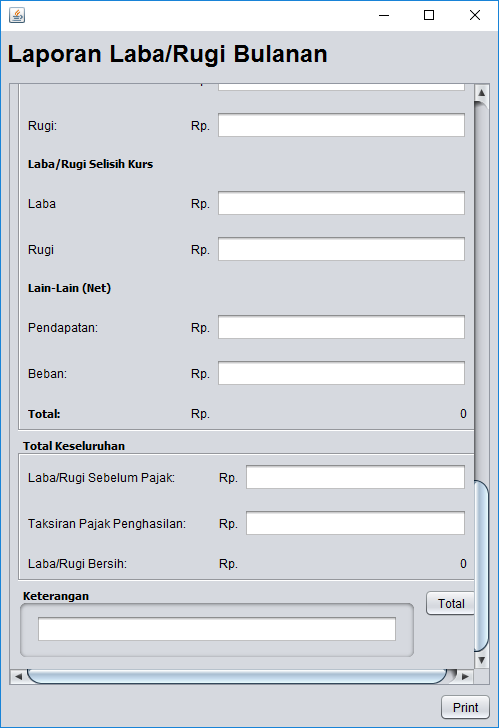 Laporan Laba/Rugi Bulanan
Rugi: Rp.
Laba/Rugi Selisih Kurs
Laba Rp.
Rugi Rp.
Lain-Lain (Net)
Pendapatan: Rp.
Beban: Rp.
Total: Rp. 0
Total Keseluruhan
Laba/Rugi Sebelum Pajak: Rp.
Taksiran Pajak Penghasilan: Rp.
Laba/Rugi Bersih: Rp. 0
Keterangan
Total
Print